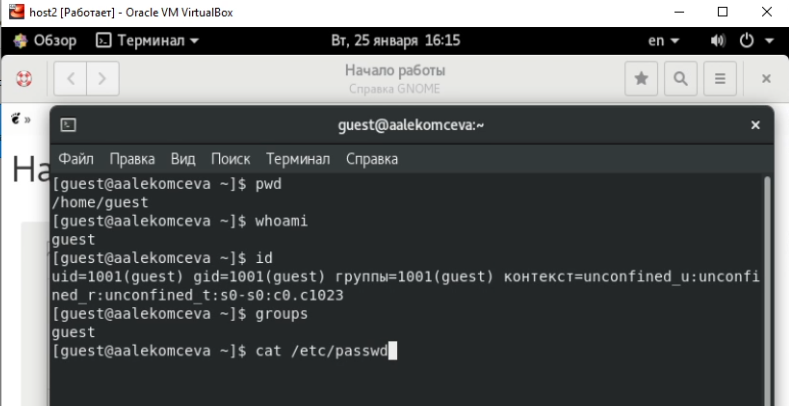 host2 [Работает] - Oracle VM VirtualBox
Обзор Терминал Вт, 25 января 16:15 en
Начало работы
Справка GNOME
»
guest@aalekomceva:~
На
Файл Правка Вид Поиск Терминал Справка
[guest@aalekomceva ~]$ pwd
/home/guest
[guest@aalekomceva ~]$ whoami
guest
[guest@aalekomceva ~]$ id
uid=1001(guest) gid=1001(guest) группы=1001(guest) контекст=unconfined_u:unconfi
ned_r:unconfined_t:s0-s0:c0.c1023
[guest@aalekomceva ~]$ groups
guest
[guest@aalekomceva ~]$ cat /etc/passwd